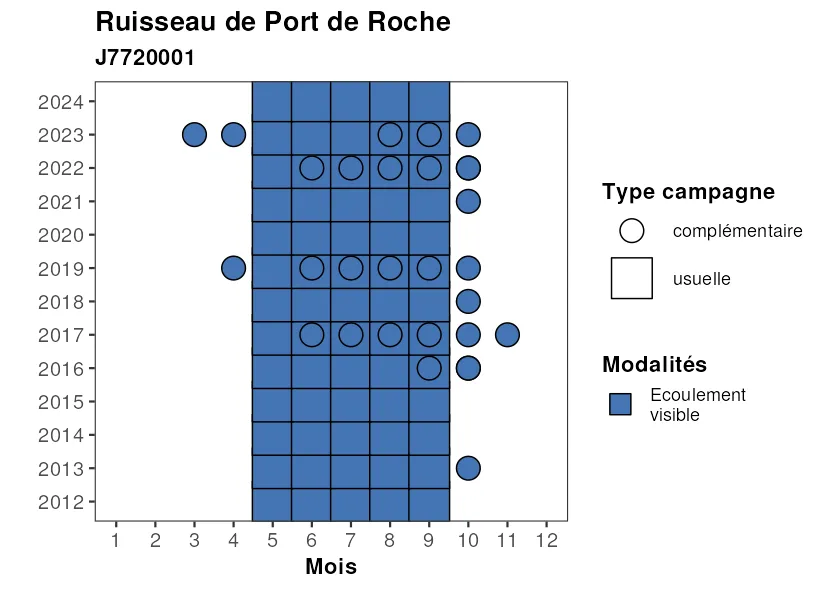 Ruisseau de Port de Roche
J7720001
2024
2023
2022
2021
2020
2019
2018
2017
2016
2015
2014
2013
2012
1 2 3 4 5 6 7 8 9 10 11 12
Mois
Type campagne
complémentaire
usuelle
Modalités
Ecoulement
visible